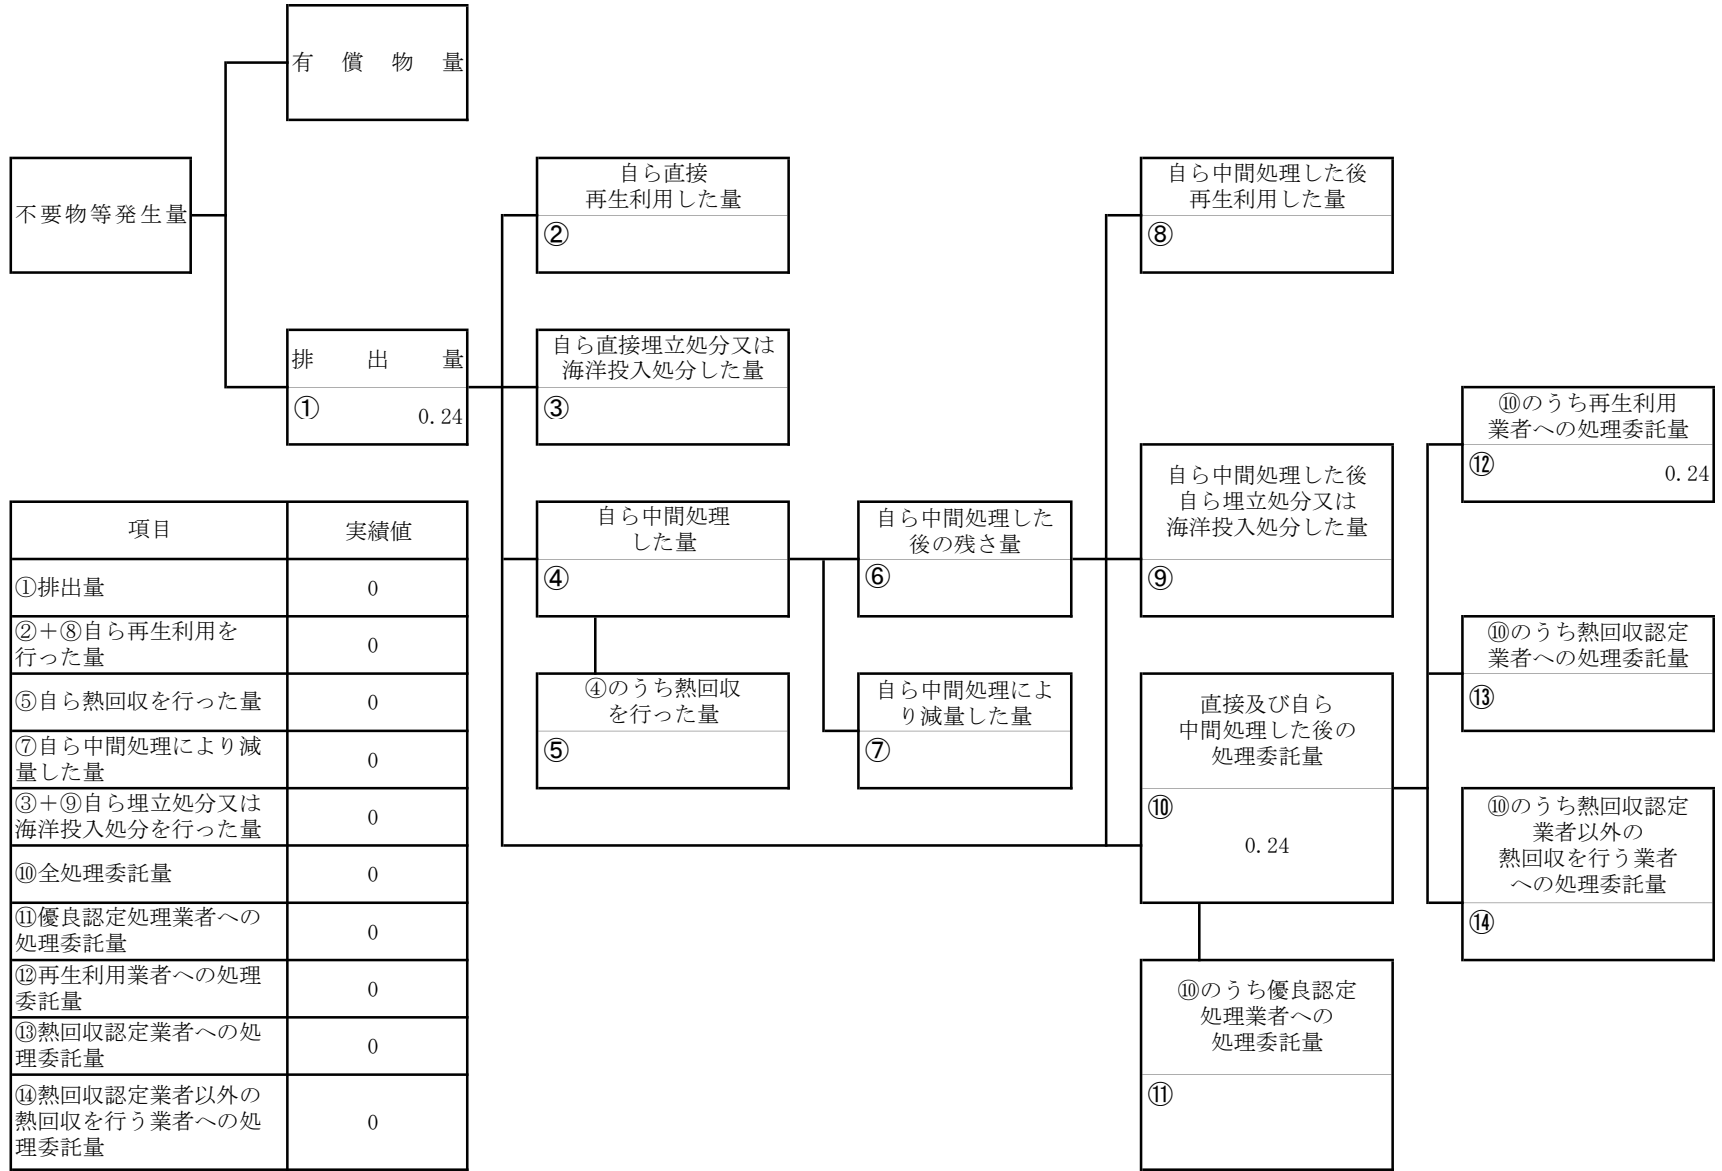 有償物量
不要物等発生量
自ら直接
再生利用した量
②
自ら中間処理した後
再生利用した量
⑧
排出量
① 0.24
自ら直接埋立処分又は
海洋投入処分した量
③
⑩のうち再生利用
業者への処理委託量
⑫ 0.24
自ら中間処理
した量
④
自ら中間処理した
後の残さ量
⑥
自ら中間処理した後
自ら埋立処分又は
海洋投入処分した量
⑨
⑩のうち熱回収認定
業者への処理委託量
⑬
④のうち熱回収
を行った量
⑤
自ら中間処理によ
り減量した量
⑦
直接及び自ら
中間処理した後の
処理委託量
⑩
0.24
⑩のうち熱回収認定
業者以外の
熱回収を行う業者
への処理委託量
⑭
⑩のうち優良認定
処理業者への
処理委託量
⑪
項目 実績値
①排出量 0
②＋⑧自ら再生利用を
行った量 0
⑤自ら熱回収を行った量 0
⑦自ら中間処理により減
量した量 0
③＋⑨自ら埋立処分又は
海洋投入処分を行った量 0
⑩全処理委託量 0
⑪優良認定処理業者への
処理委託量 0
⑫再生利用業者への処理
委託量 0
⑬熱回収認定業者への処
理委託量 0
⑭熱回収認定業者以外の
熱回収を行う業者への処 0
理委託量